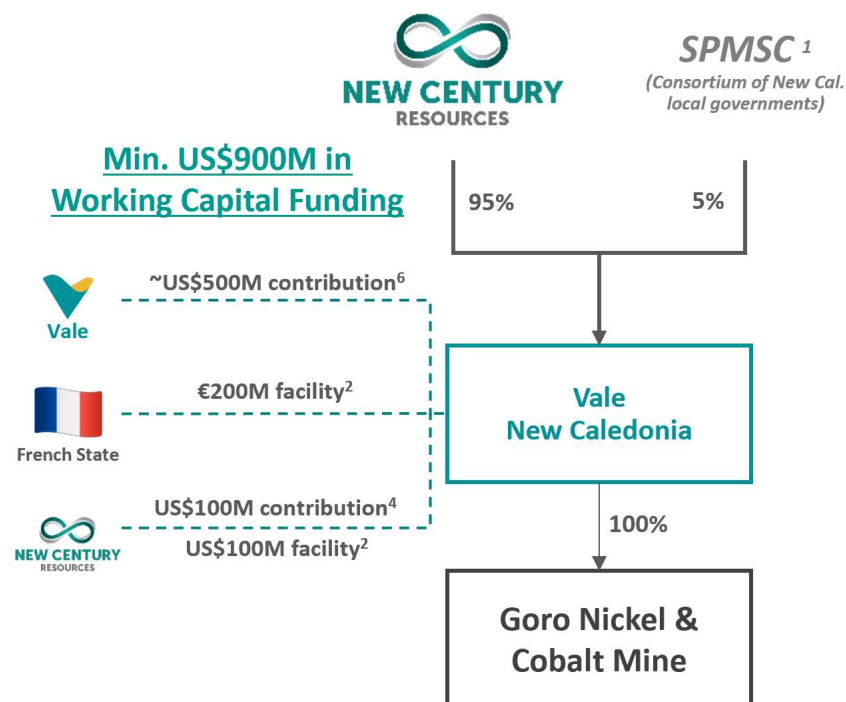 NEW CENTURY
RESOURCES
SPMSC 1
(Consortium of New Cal.
local governments)
Min. US$900M in
Working Capital Funding
95%
5%
~US$500M contribution6
Vale
€200M facility2
French State
Vale
New Caledonia
US$100M contribution4
US$100M facility2
NEW CENTURY
RESOURCES
100%
Goro Nickel &
Cobalt Mine